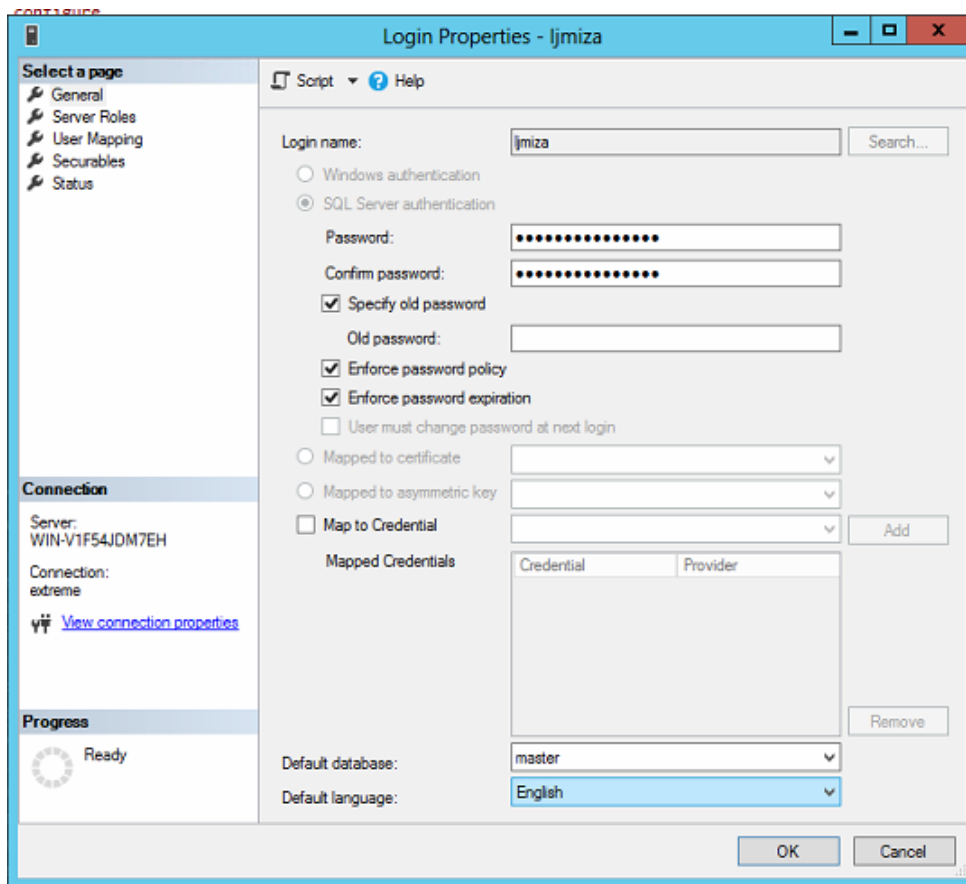 configure
Login Properties - ljmiza
Select a page
General
Server Roles
User Mapping
Securables
Status
Script
Help
Login name:
ljmiza
Search...
Windows authentication
SQL Server authentication
Password:
●●●●●●●●●●●●●●●
Confirm password:
●●●●●●●●●●●●●●●
Specify old password
Old password:
Enforce password policy
Enforce password expiration
User must change password at next login
Mapped to certificate
Mapped to asymmetric key
Map to Credential
Add
Mapped Credentials
Credential
Provider
Remove
Default database:
master
Default language:
English
Connection
Server:
WIN-V1F54JDM7EH
Connection:
extreme
View connection properties
Progress
Ready
OK
Cancel